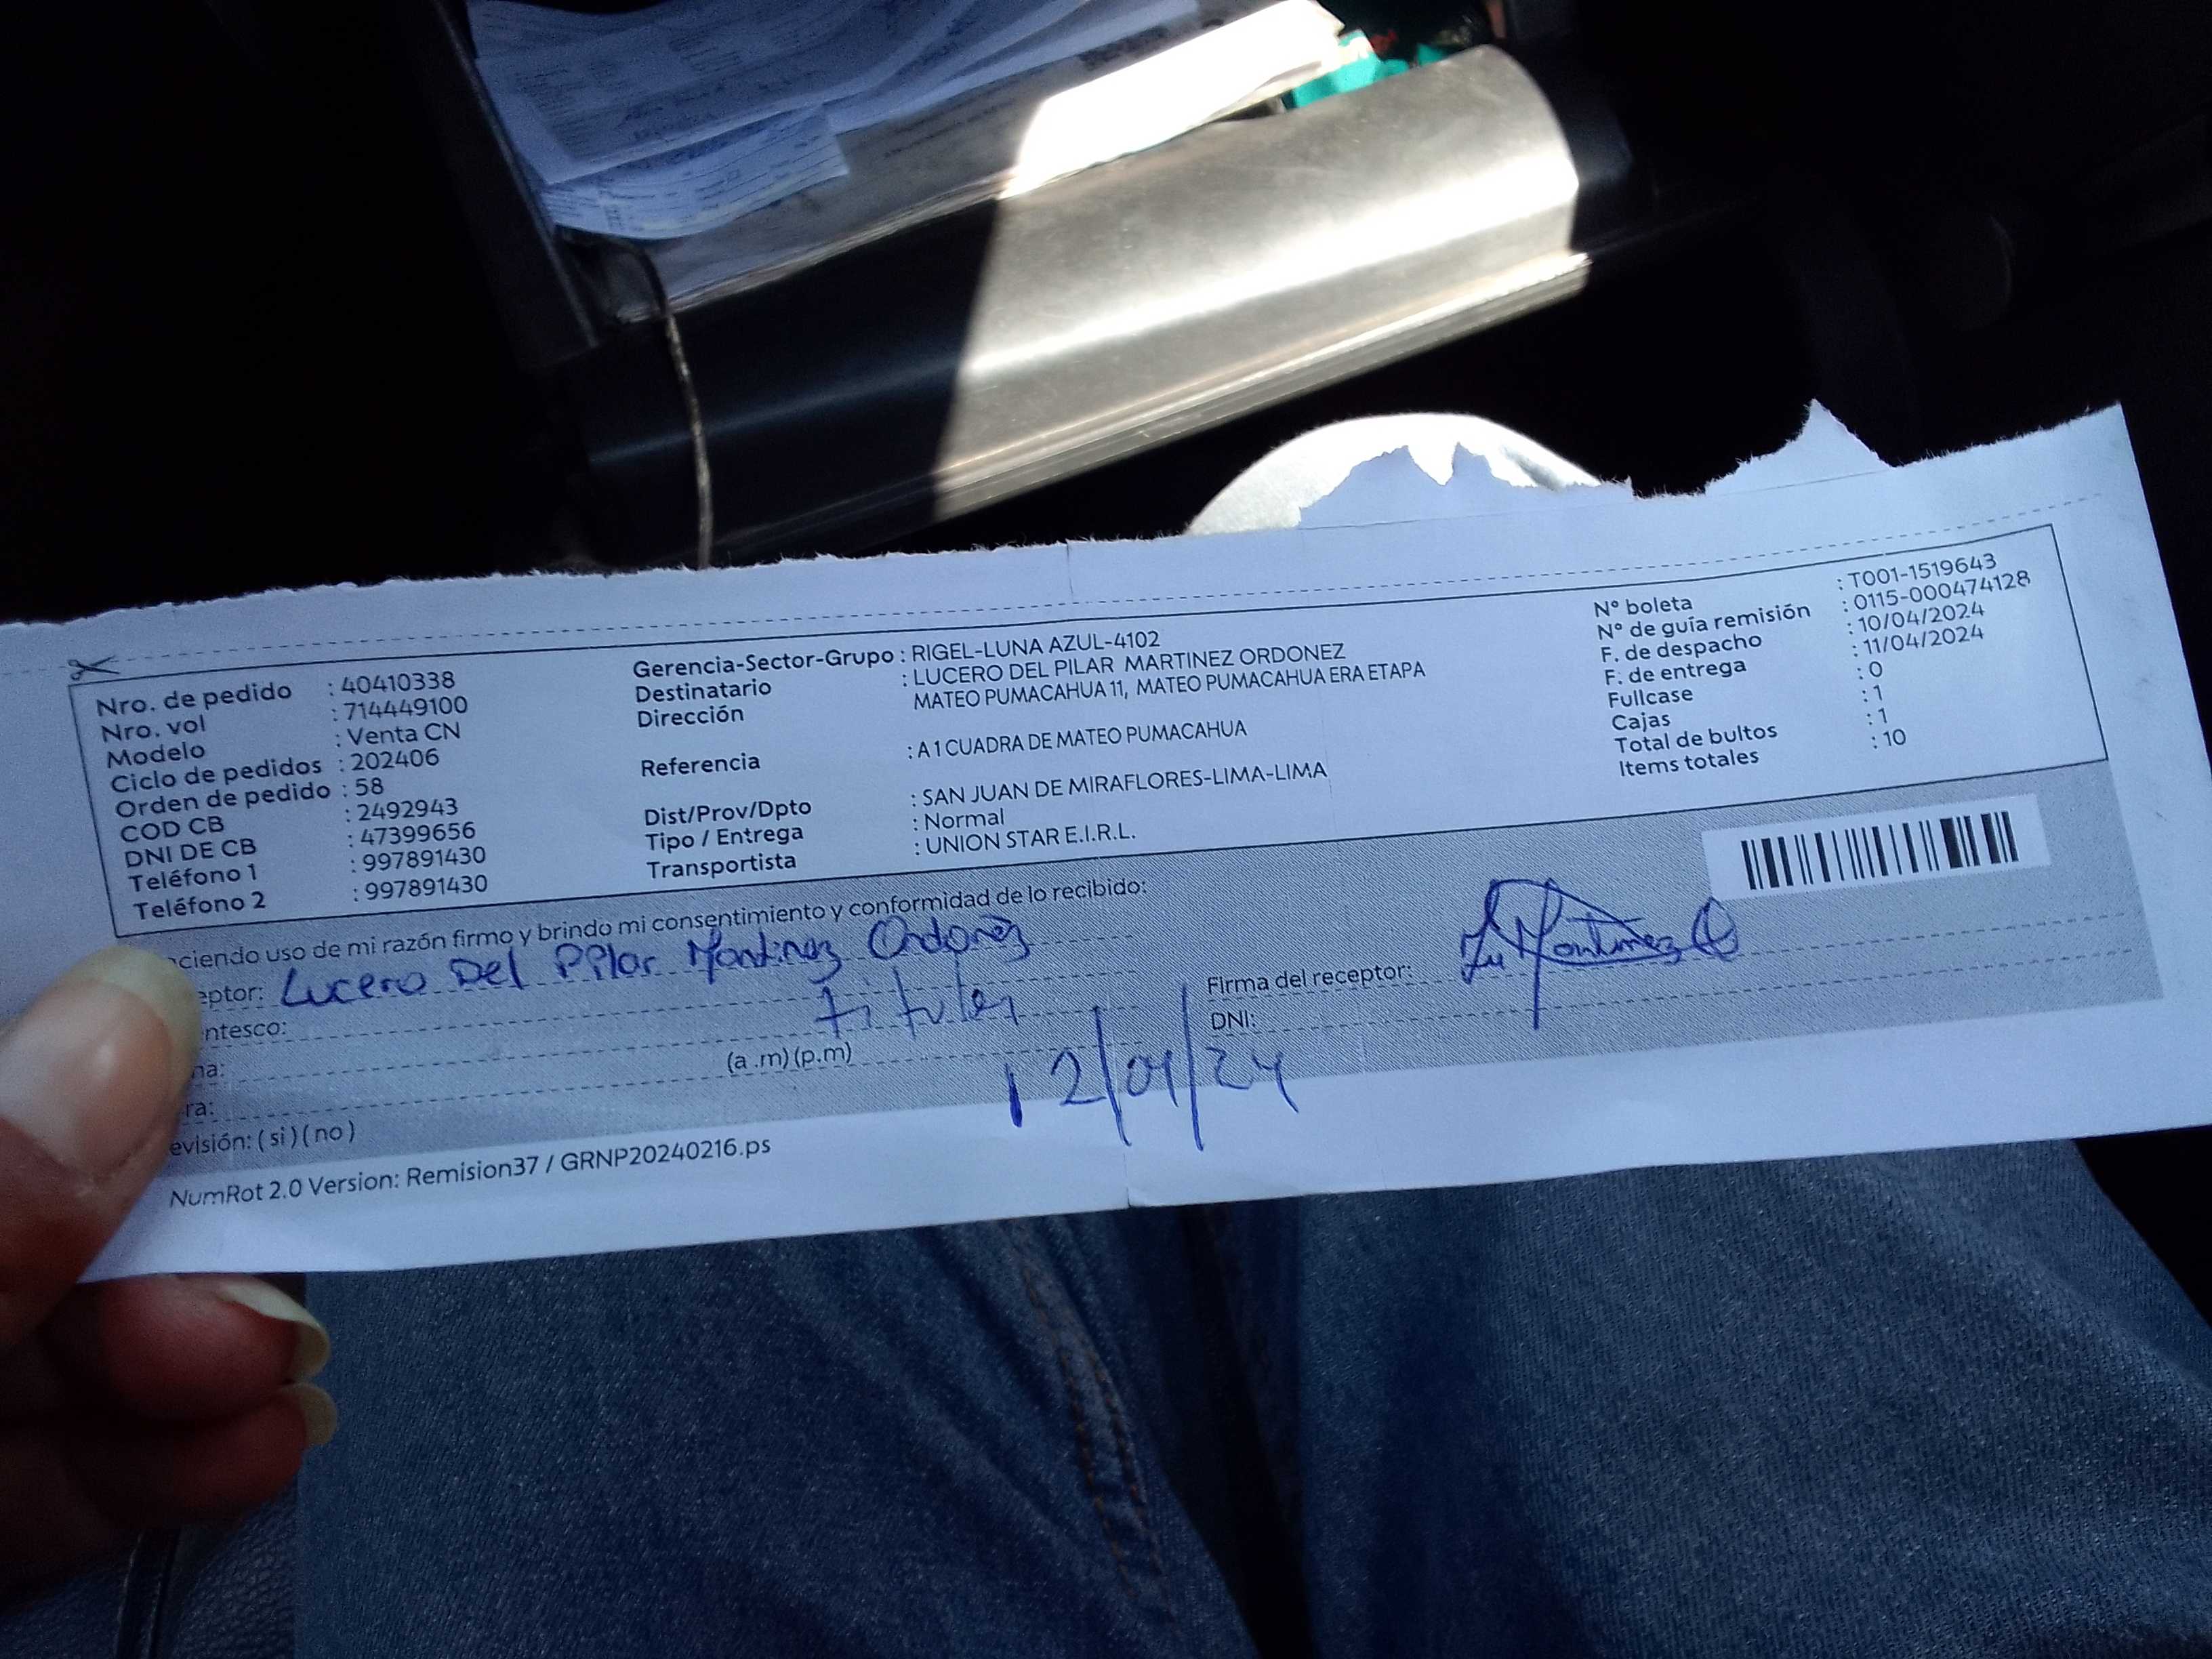 Nro. de pedido : 40410338
Nro. vol : 714449100
Modelo : Venta CN
Ciclo de pedidos : 202406
Orden de pedido : 58
COD CB : 2492943
DNI DE CB : 47399656
Teléfono 1 : 997891430
Teléfono 2 : 997891430
Gerencia-Sector-Grupo : RIGEL-LUNA AZUL-4102
Destinatario : LUCERO DEL PILAR MARTINEZ ORDONEZ
Dirección MATEO PUMACAHUA 11, MATEO PUMACAHUA ERA ETAPA
Referencia : A 1 CUADRA DE MATEO PUMACAHUA
Dist/Prov/Dpto : SAN JUAN DE MIRAFLORES-LIMA-LIMA
Tipo / Entrega : Normal
Transportista : UNION STAR E.I.R.L.
N° boleta : T001-1519643
N° de guía remisión : 0115-000474128
F. de despacho : 10/04/2024
F. de entrega : 11/04/2024
Fullcase : 0
Cajas : 1
Total de bultos : 1
Items totales : 10
ciendo uso de mi razón firmo y brindo mi consentimiento y conformidad de lo recibido:
eptor: Lucero Del Pilar Martinez Ordonez
ntesco: titular
na: (a .m) (p.m)
ra: 12/04/24
evisión: ( si ) ( no )
Firma del receptor: Martinez O
DNI:
NumRot 2.0 Version: Remision37 / GRNP20240216.ps